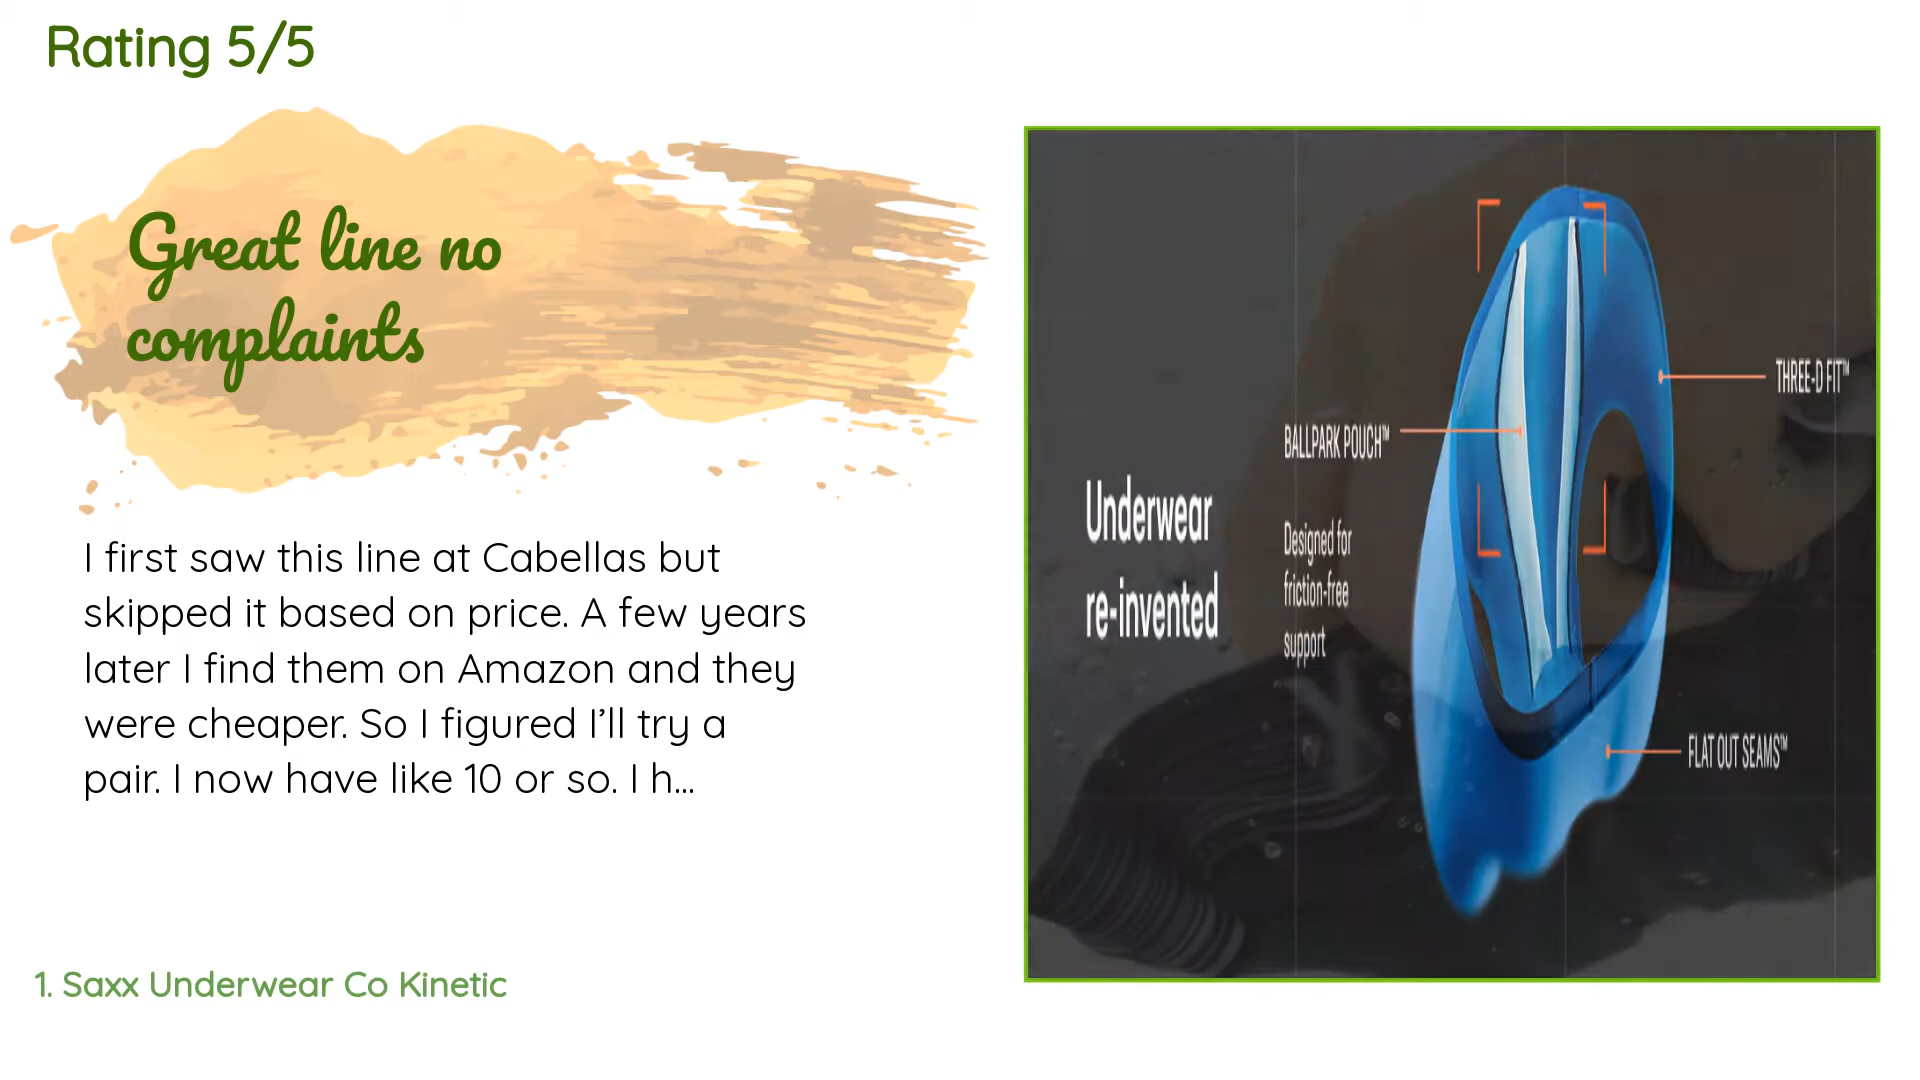 Rating 5/5
Great line no
complaints
I first saw this line at Cabellas but
skipped it based on price. A few years
later I find them on Amazon and they
were cheaper. So I figured I’ll try a
pair. I now have like 10 or so. I h...
1. Saxx Underwear Co Kinetic
Underwear
re-invented
BALLPARK POUCH™
Designed for
friction-free
support
THREE-D FIT™
FLAT OUT SEAMS™